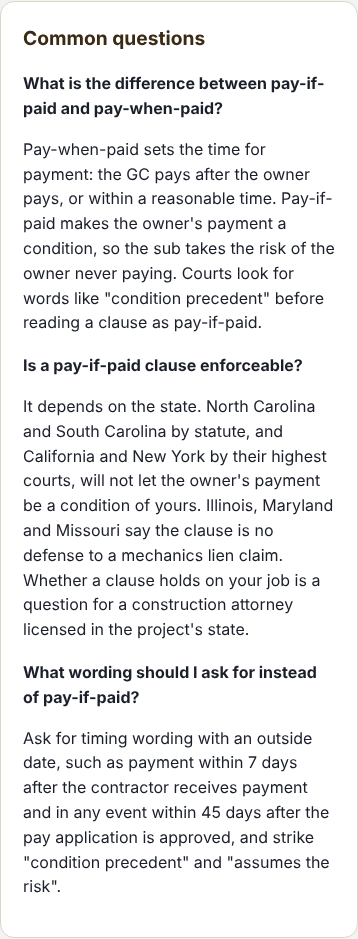 Common questions
What is the difference between pay-if-
paid and pay-when-paid?
Pay-when-paid sets the time for
payment: the GC pays after the owner
pays, or within a reasonable time. Pay-if-
paid makes the owner's payment a
condition, so the sub takes the risk of the
owner never paying. Courts look for
words like "condition precedent" before
reading a clause as pay-if-paid.
Is a pay-if-paid clause enforceable?
It depends on the state. North Carolina
and South Carolina by statute, and
California and New York by their highest
courts, will not let the owner's payment
be a condition of yours. Illinois, Maryland
and Missouri say the clause is no
defense to a mechanics lien claim.
Whether a clause holds on your job is a
question for a construction attorney
licensed in the project's state.
What wording should I ask for instead
of pay-if-paid?
Ask for timing wording with an outside
date, such as payment within 7 days
after the contractor receives payment
and in any event within 45 days after the
pay application is approved, and strike
"condition precedent" and "assumes the
risk".